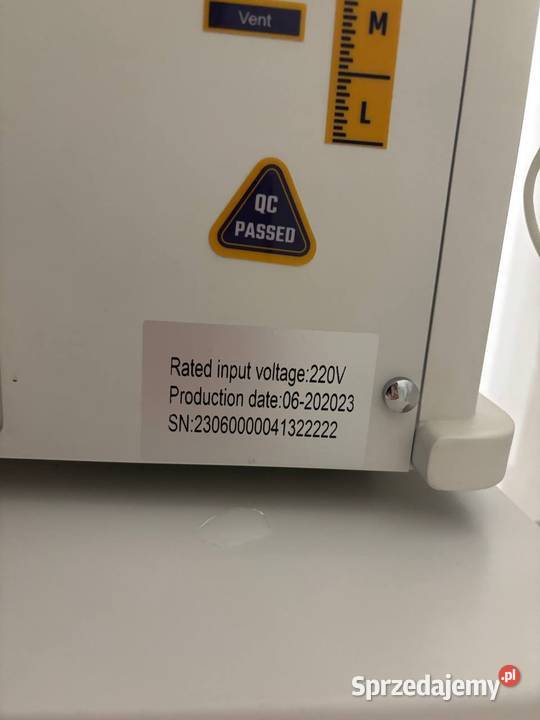 Vent
M
L
QC
PASSED
Rated input voltage:220V
Production date:06-202023
SN:23060000041322222
Sprzedajemy.pl